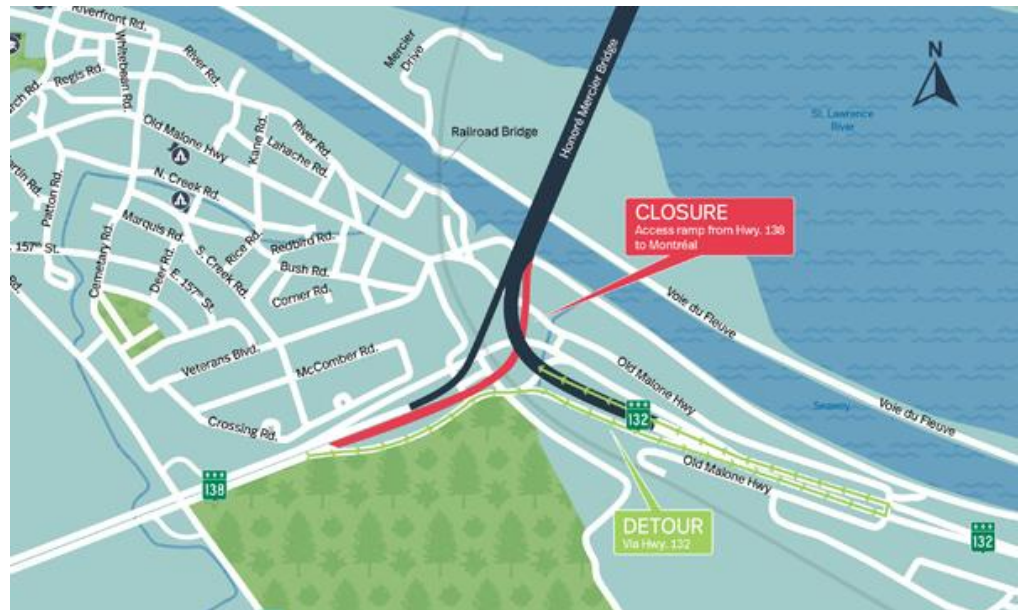 Riverfront Rd.
Whitebean Rd.
River Rd.
Regis Rd.
Old Malone Hwy
Kane Rd.
River Rd.
Lahache Rd.
Mercier
Drive
Railroad Bridge
Honoré Mercier Bridge
N
St. Lawrence
River
Patton Rd.
N. Creek Rd.
Marquis Rd.
S. Creek Rd.
Rice Rd.
Redbird Rd.
Bush Rd.
Corner Rd.
157th St.
Cemetary Rd.
Deer Rd.
E. 157th St.
CLOSURE
Access ramp from Hwy. 138
to Montréal
Voie du Fleuve
Veterans Blvd.
McComber Rd.
Crossing Rd.
Old Malone Hwy
Seaway
Voie du Fleuve
132
Old Malone Hwy
138
DETOUR
Via Hwy. 132
132